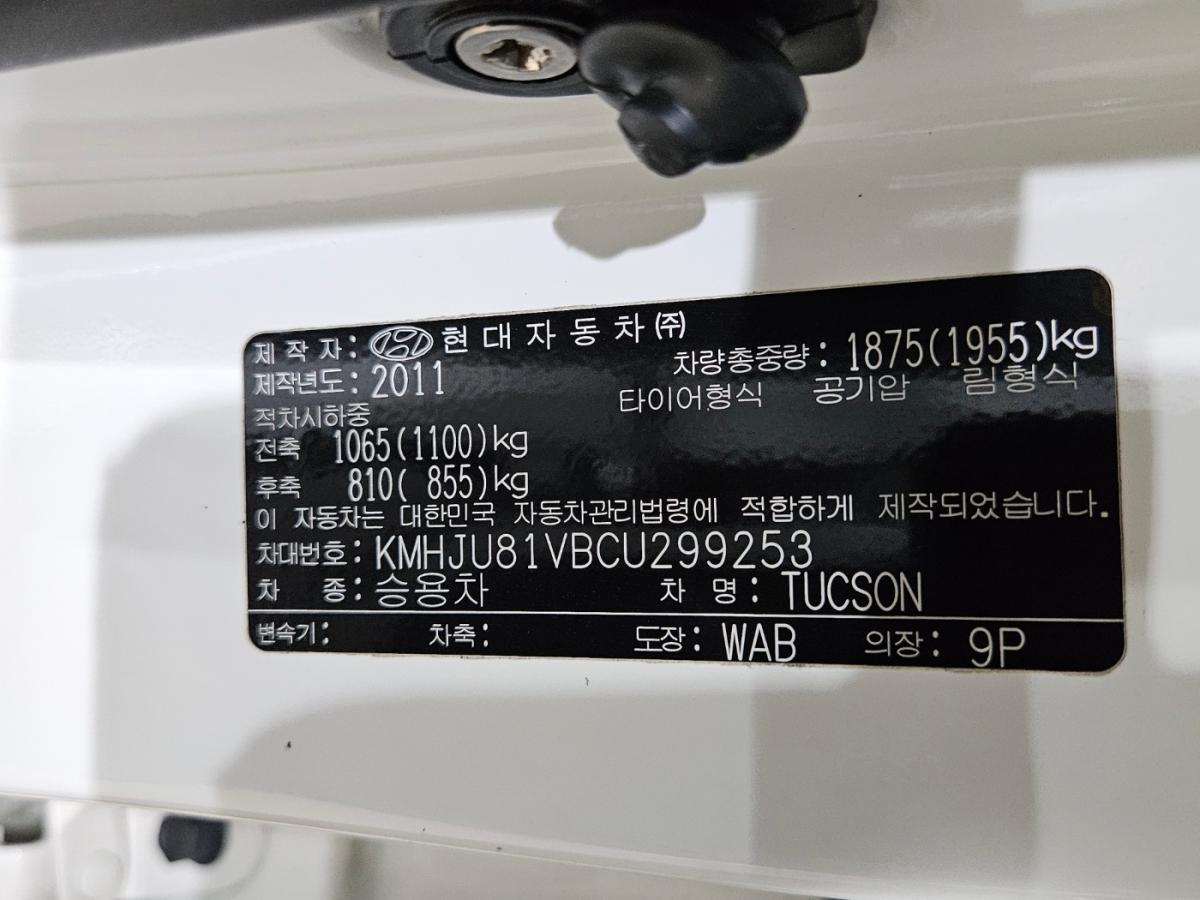 제작자: 현대자동차(주)
제작년도: 2011 차량총중량: 1875(1955)kg
적차시하중 타이어형식 공기압 림형식
전축 1065(1100)kg
후축 810( 855)kg
이 자동차는 대한민국 자동차관리법령에 적합하게 제작되었습니다.
차대번호: KMHJU81VBCU299253
차 종: 승용차 차 명: TUCSON
변속기: 차축: 도장: WAB 의장: 9P